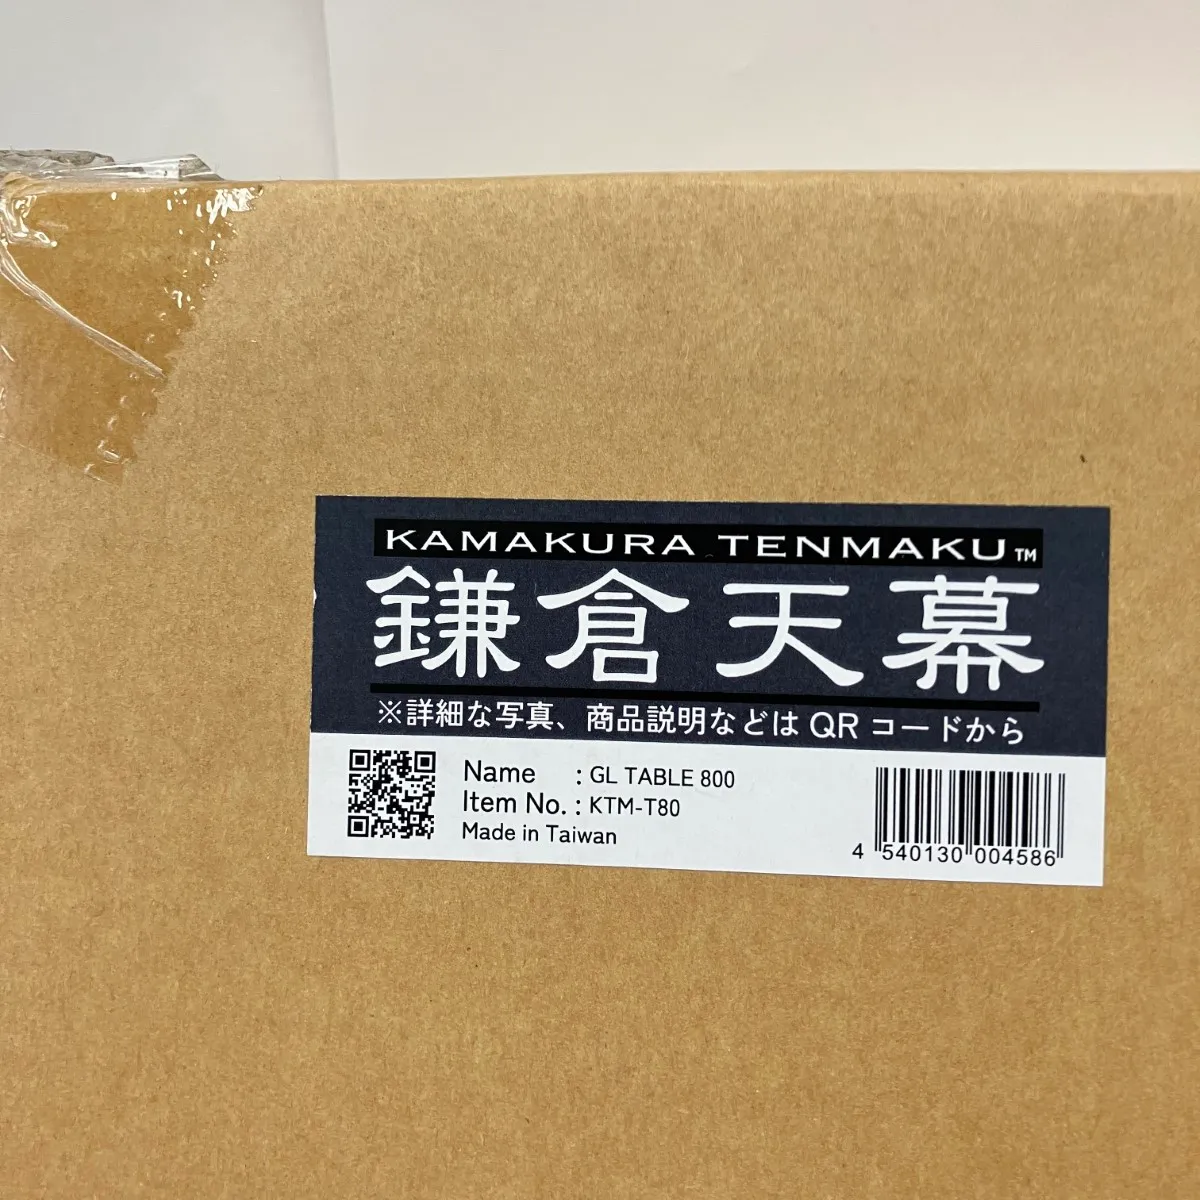 KAMAKURA TENMAKU™
鎌倉天幕
※詳細な写真、商品説明などはQRコードから
Name : GL TABLE 800
Item No. : KTM-T80
Made in Taiwan
4 540130 004586